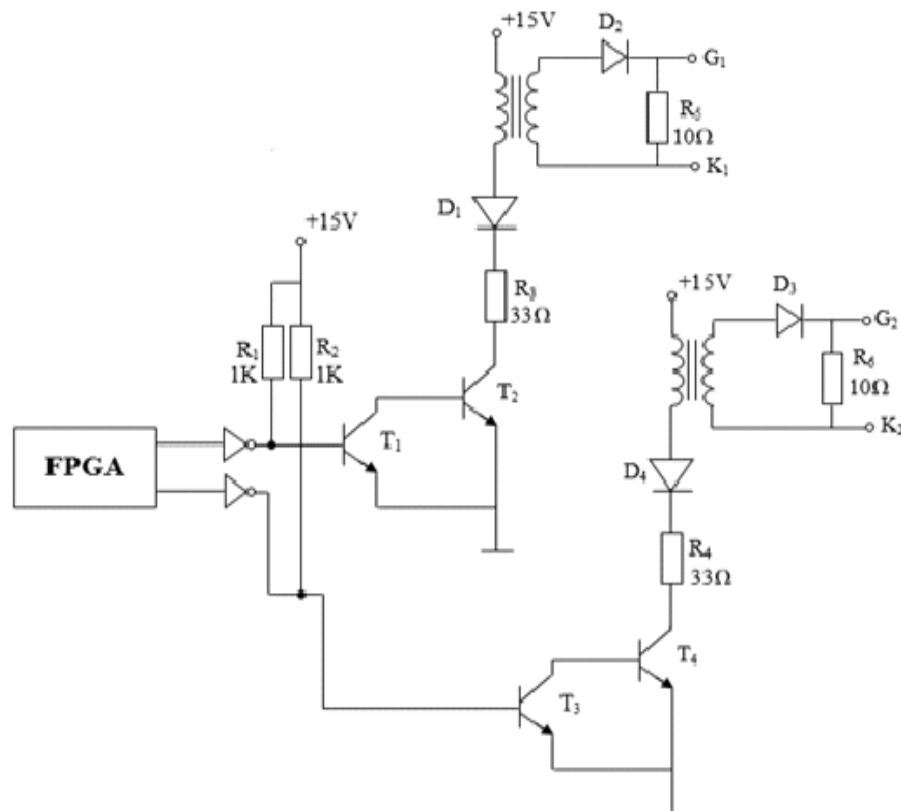 +15V
D₂
G₁
R₅
10Ω
K₁
D₁
+15V
R₃
33Ω
+15V
D₃
G₂
R₁
1K
R₂
1K
R₆
10Ω
T₂
T₁
K₂
FPGA
D₄
R₄
33Ω
T₄
T₃